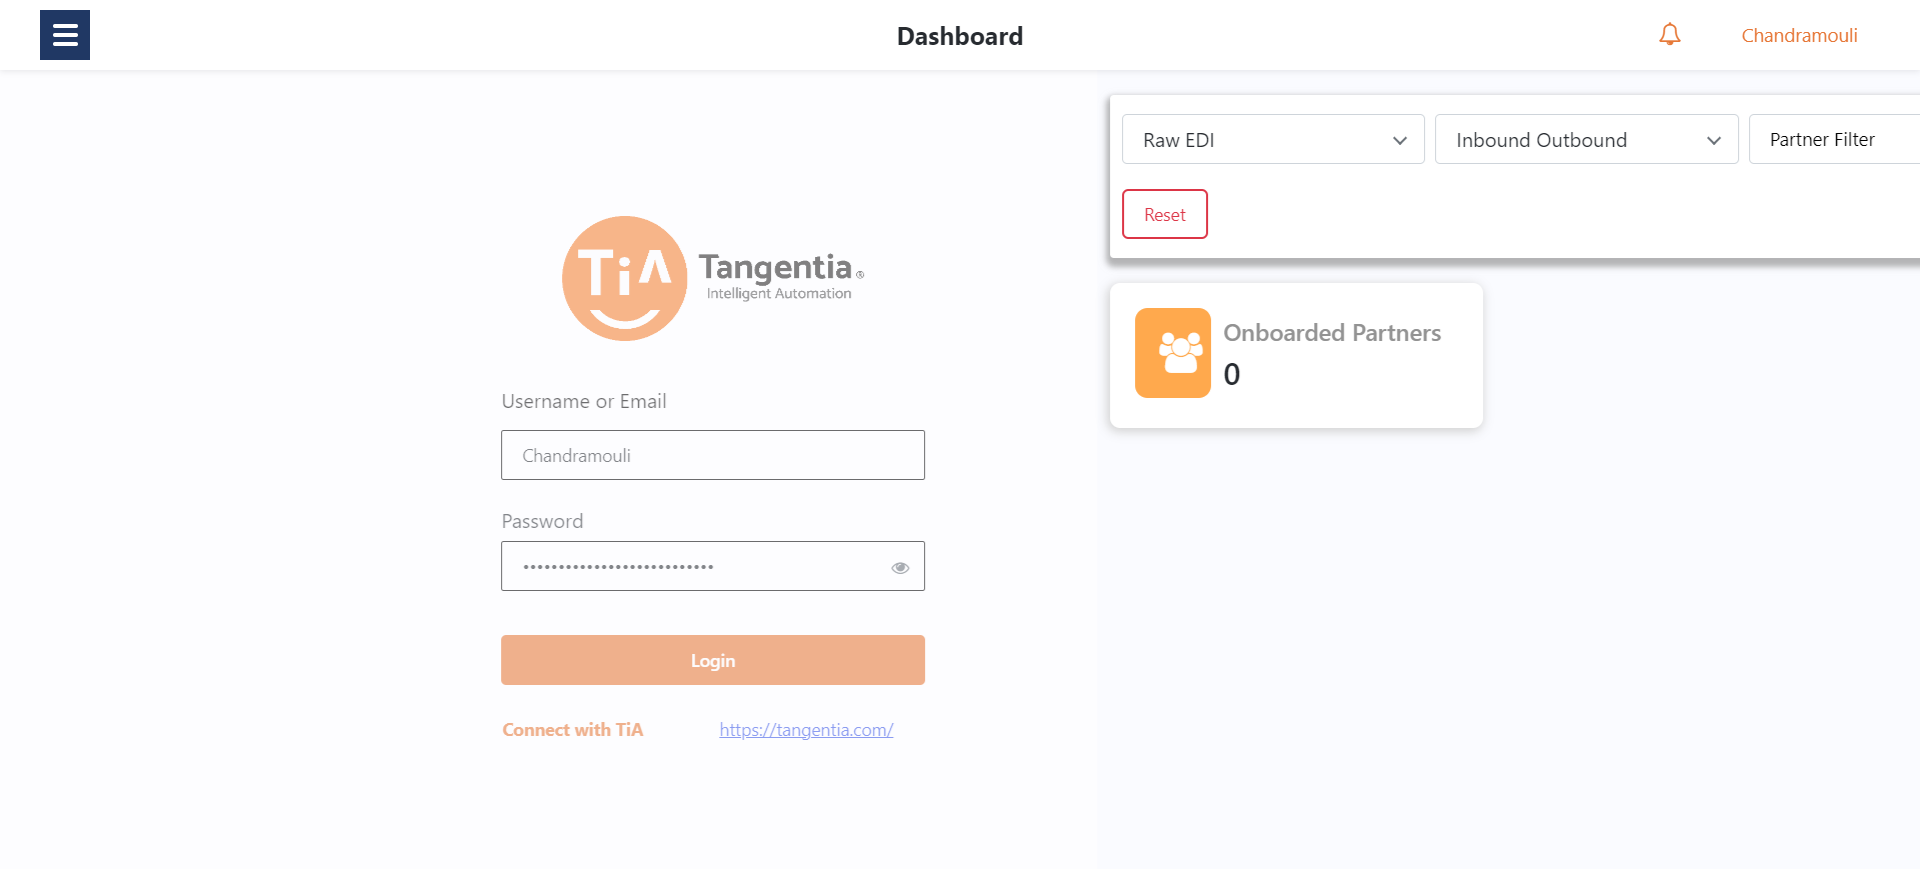 Dashboard
Chandramouli
Raw EDI
Inbound Outbound
Partner Filter
Reset
TiA
Tangentia®
Intelligent Automation
Onboarded Partners
0
Username or Email
Chandramouli
Password
•••••••••••••••••••••••••••
Login
Connect with TiA
https://tangentia.com/